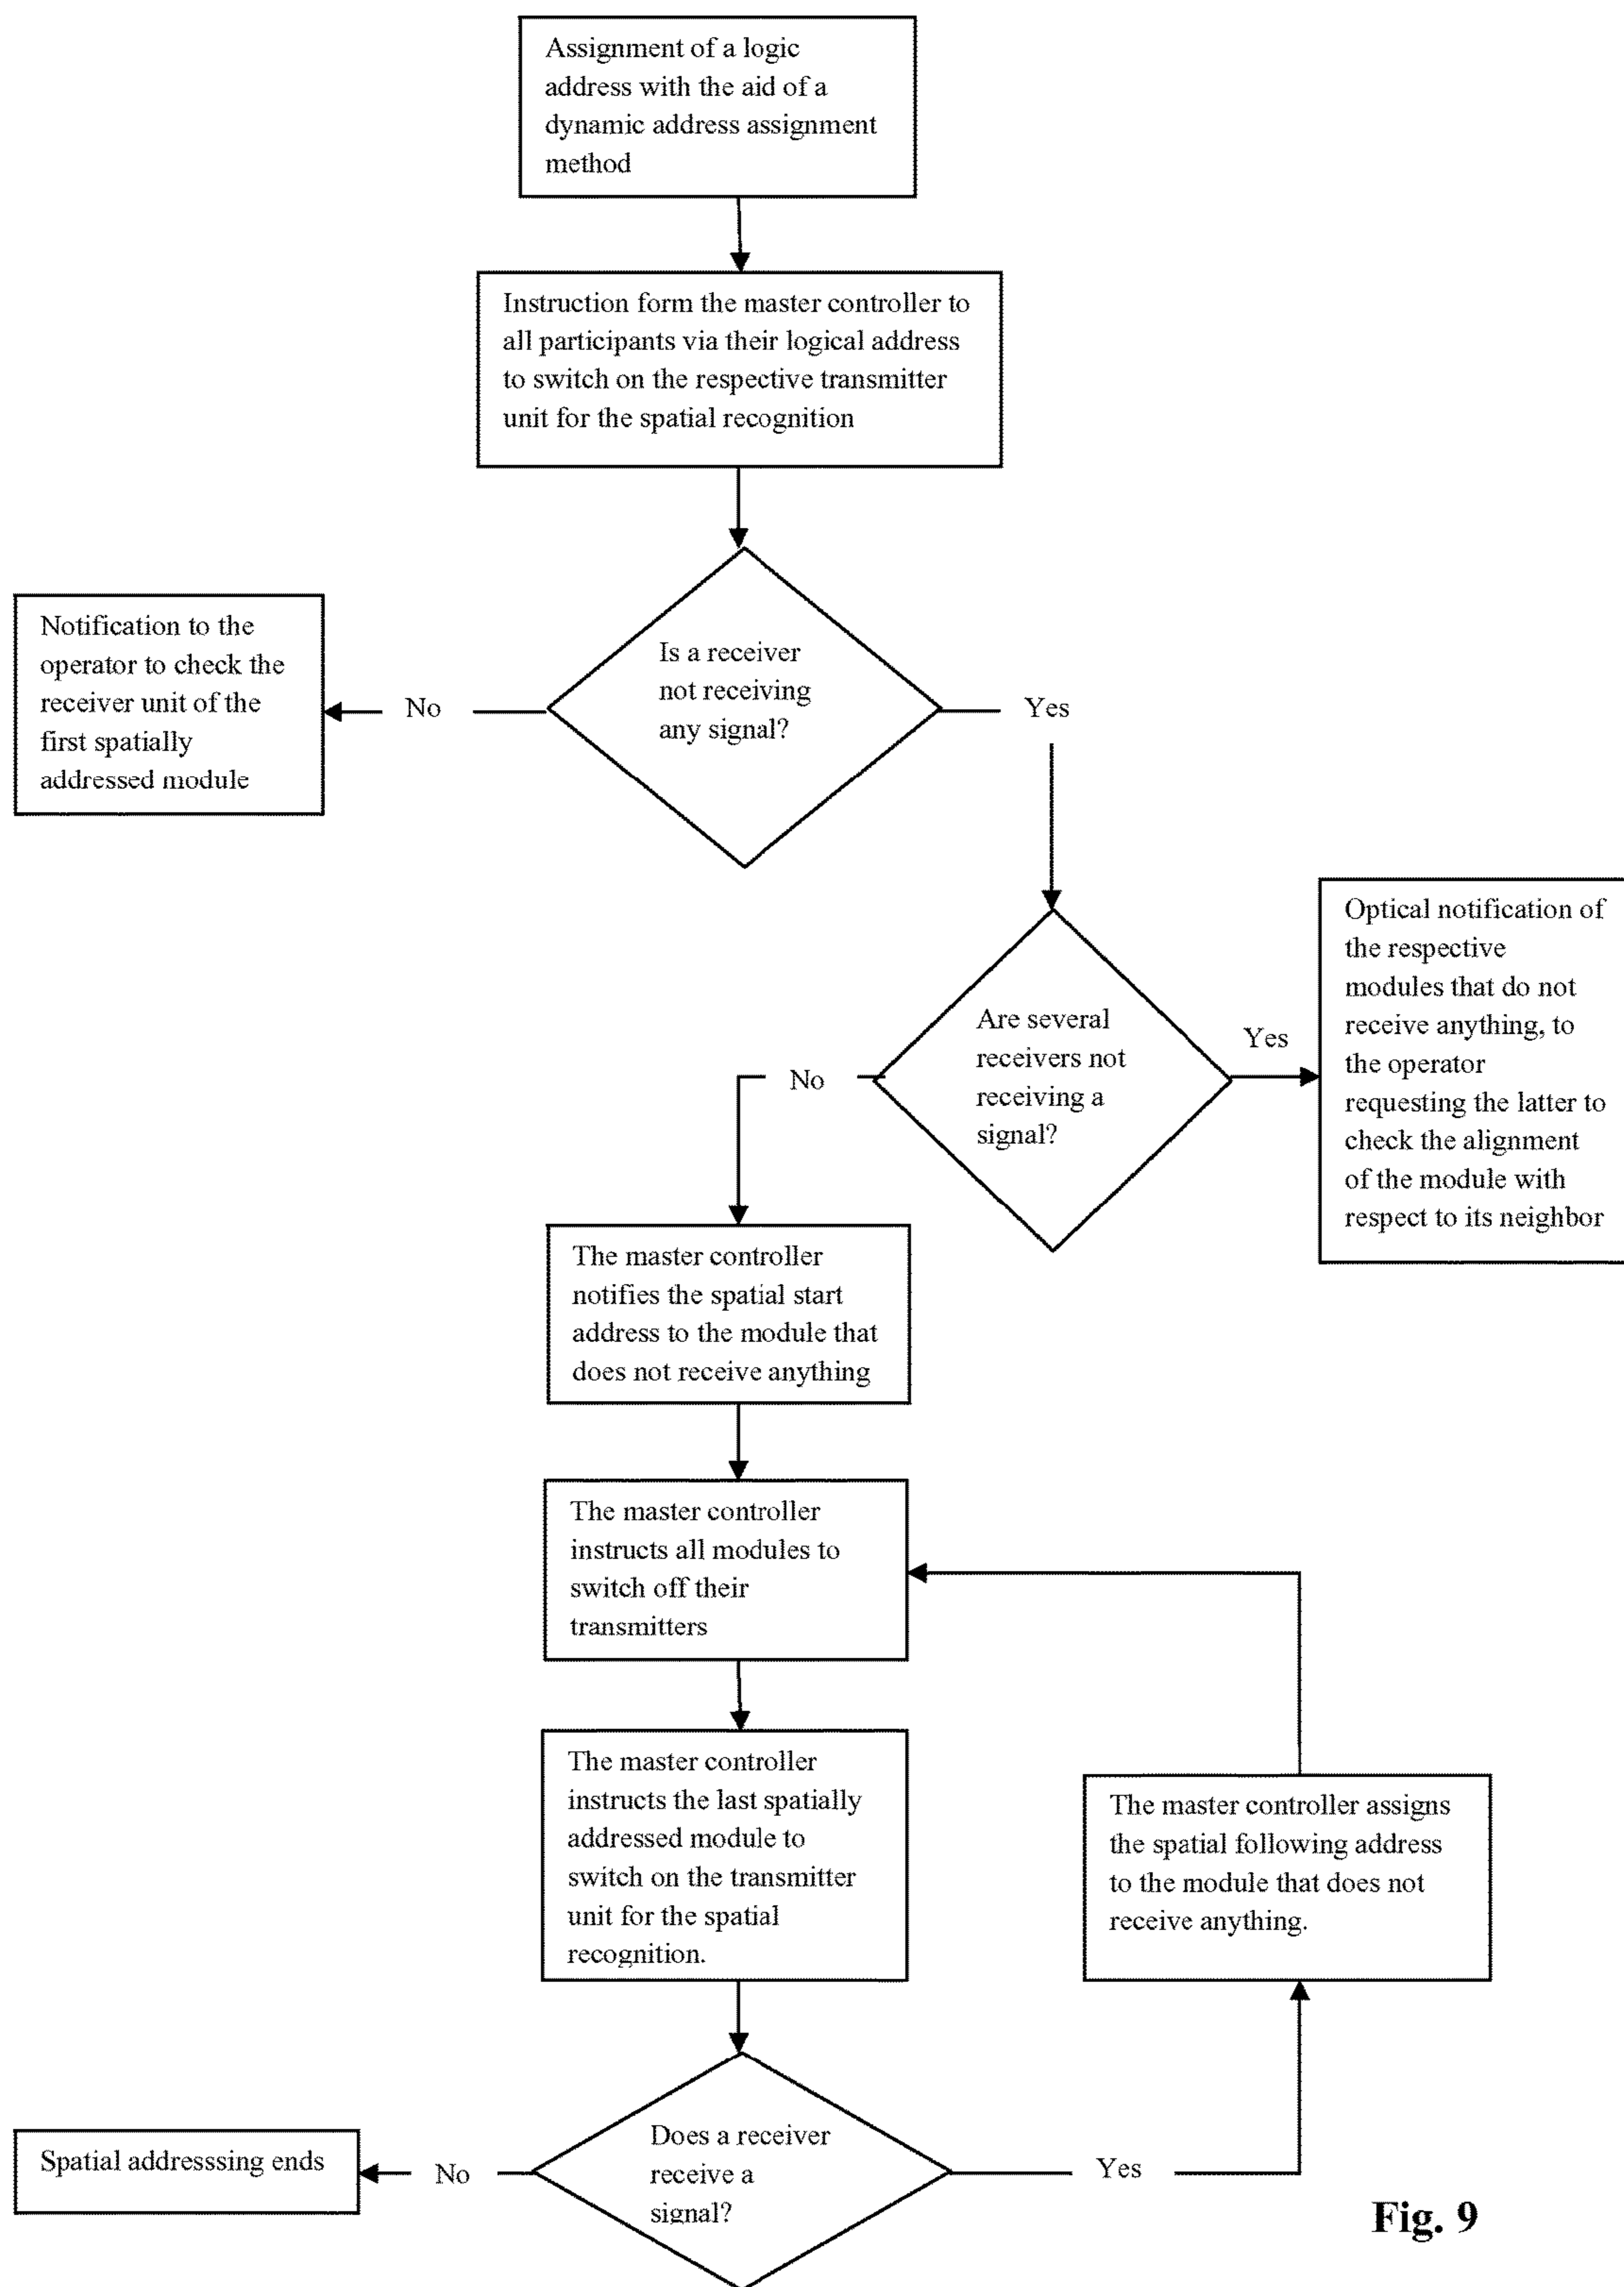 Assignment of a logic
address with the aid of a
dynamic address assignment
method
Instruction form the master controller to
all participants via their logical address
to switch on the respective transmitter
unit for the spatial recognition
Notification to the
operator to check the
receiver unit of the
first spatially
addressed module
No
Is a receiver
not receiving
any signal?
Yes
Optical notification of
the respective
modules that do not
receive anything, to
the operator
requesting the latter to
check the alignment
of the module with
respect to its neighbor
Are several
receivers not
receiving a
signal?
Yes
No
The master controller
notifies the spatial start
address to the module that
does not receive anything
The master controller
instructs all modules to
switch off their
transmitters
The master controller
instructs the last spatially
addressed module to
switch on the transmitter
unit for the spatial
recognition.
The master controller assigns
the spatial following address
to the module that does not
receive anything.
Spatial addresssing ends
No
Does a receiver
receive a
signal?
Yes
Fig. 9